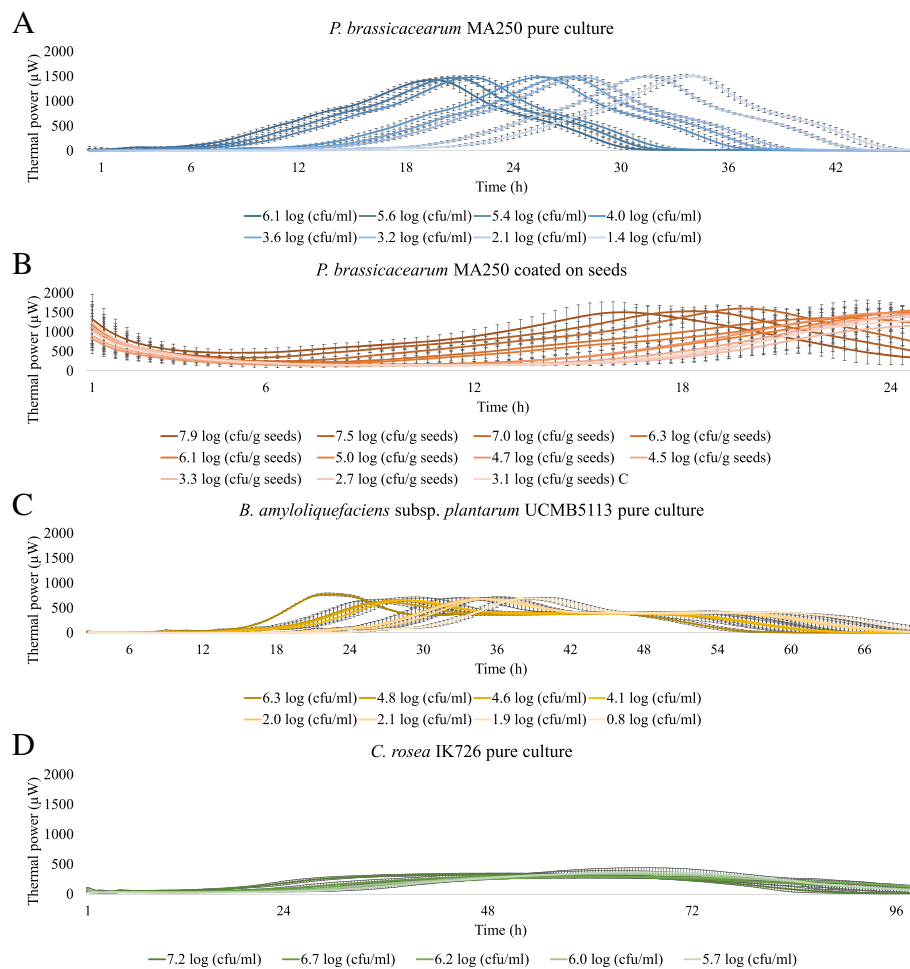 A
P. brassicacearum MA250 pure culture
Thermal power (µW)
2000
1500
1000
500
0
1 6 12 18 24 30 36 42
Time (h)
6.1 log (cfu/ml) 5.6 log (cfu/ml) 5.4 log (cfu/ml) 4.0 log (cfu/ml)
3.6 log (cfu/ml) 3.2 log (cfu/ml) 2.1 log (cfu/ml) 1.4 log (cfu/ml)
B
P. brassicacearum MA250 coated on seeds
Thermal power (µW)
2000
1500
1000
500
0
1 6 12 18 24
Time (h)
7.9 log (cfu/g seeds) 7.5 log (cfu/g seeds) 7.0 log (cfu/g seeds) 6.3 log (cfu/g seeds)
6.1 log (cfu/g seeds) 5.0 log (cfu/g seeds) 4.7 log (cfu/g seeds) 4.5 log (cfu/g seeds)
3.3 log (cfu/g seeds) 2.7 log (cfu/g seeds) 3.1 log (cfu/g seeds) C
C
B. amyloliquefaciens subsp. plantarum UCMB5113 pure culture
Thermal power (µW)
2000
1500
1000
500
0
6 12 18 24 30 36 42 48 54 60 66
Time (h)
6.3 log (cfu/ml) 4.8 log (cfu/ml) 4.6 log (cfu/ml) 4.1 log (cfu/ml)
2.0 log (cfu/ml) 2.1 log (cfu/ml) 1.9 log (cfu/ml) 0.8 log (cfu/ml)
D
C. rosea IK726 pure culture
Thermal power (µW)
2000
1500
1000
500
0
1 24 48 72 96
Time (h)
7.2 log (cfu/ml) 6.7 log (cfu/ml) 6.2 log (cfu/ml) 6.0 log (cfu/ml) 5.7 log (cfu/ml)